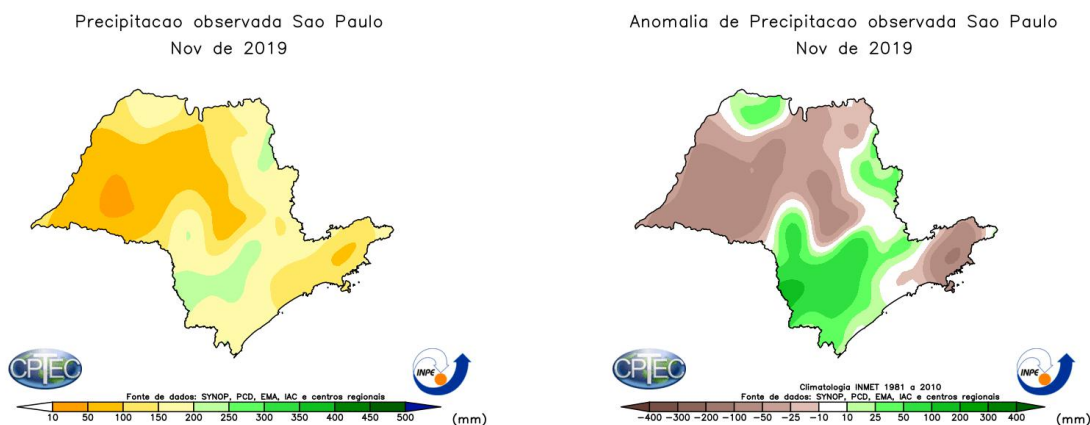 Precipitacao observada Sao Paulo
Nov de 2019
CPTEC
INPE
Fonte de dados: SYNOP, PCD, EMA, IAC e centros regionais
10 50 100 150 200 250 300 350 400 450 500 (mm)
Anomalia de Precipitacao observada Sao Paulo
Nov de 2019
CPTEC
INPE
Climatologia INMET 1981 a 2010
Fonte de dados: SYNOP, PCD, EMA, IAC e centros regionais
-400 -300 -200 -100 -50 -25 -10 10 25 50 100 200 300 400 (mm)